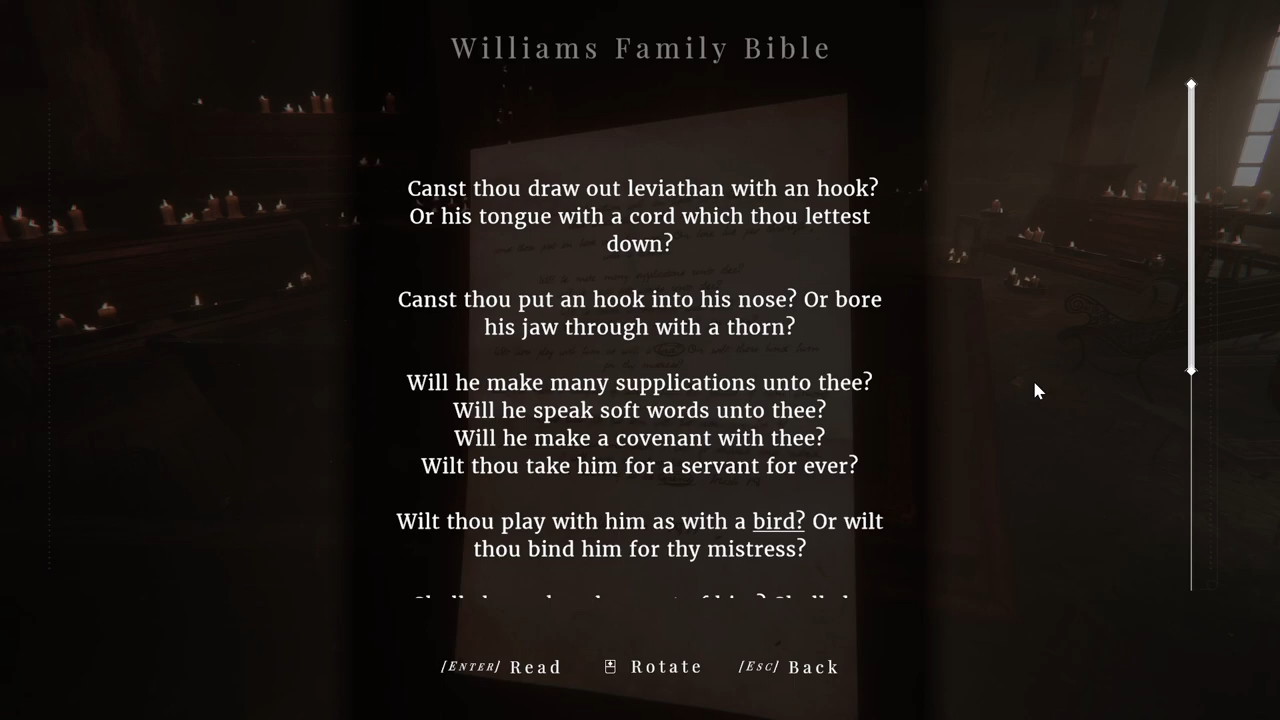 Williams Family Bible
Canst thou draw out leviathan with an hook?
Or his tongue with a cord which thou lettest
down?
Canst thou put an hook into his nose? Or bore
his jaw through with a thorn?
Will he make many supplications unto thee?
Will he speak soft words unto thee?
Will he make a covenant with thee?
Wilt thou take him for a servant for ever?
Wilt thou play with him as with a bird? Or wilt
thou bind him for thy mistress?
/ENTER/ Read
Rotate
/ESC/ Back